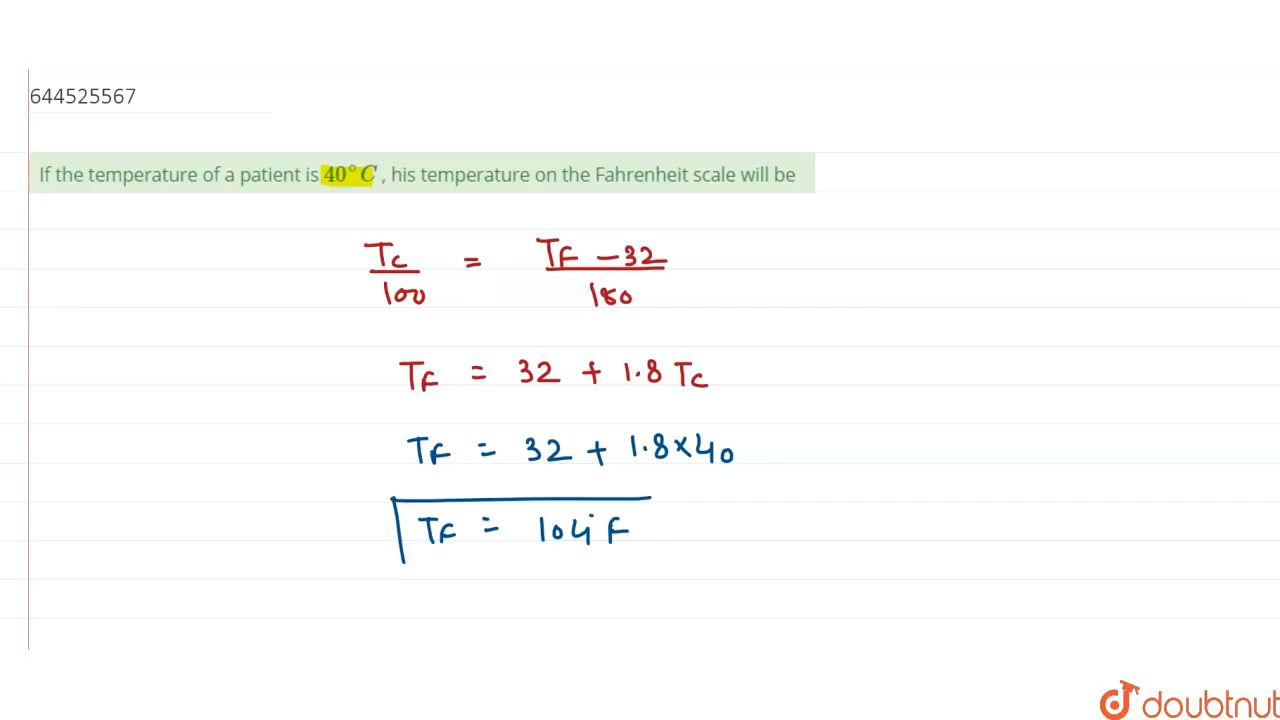 644525567
If the temperature of a patient is 40°C , his temperature on the Fahrenheit scale will be
Tc/100 = TF - 32/180
TF = 32 + 1.8 Tc
TF = 32 + 1.8 × 40
TF = 104°F
doubtnut